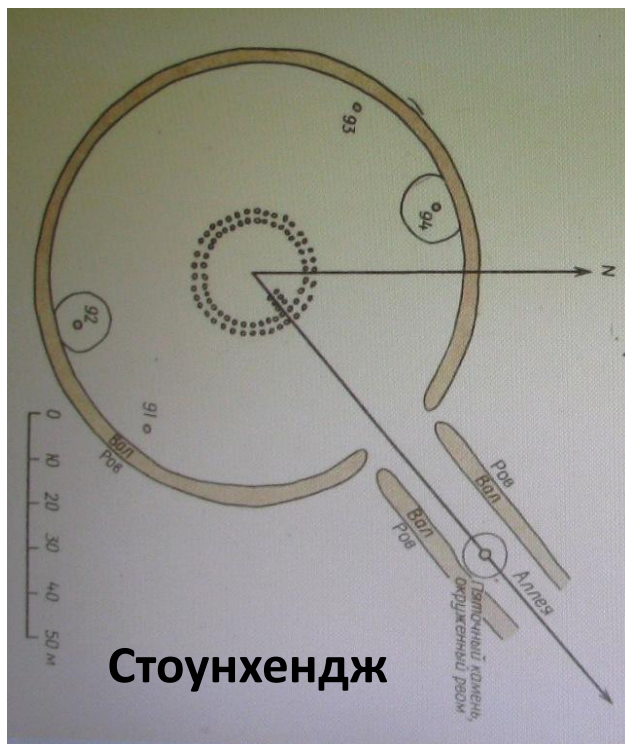 93
94
N
92
91
Вал
Ров
Ров
Вал
Вал
Ров
Аллея
Пяточный камень,
окруженный рвом
0 10 20 30 40 50 м
Стоунхендж